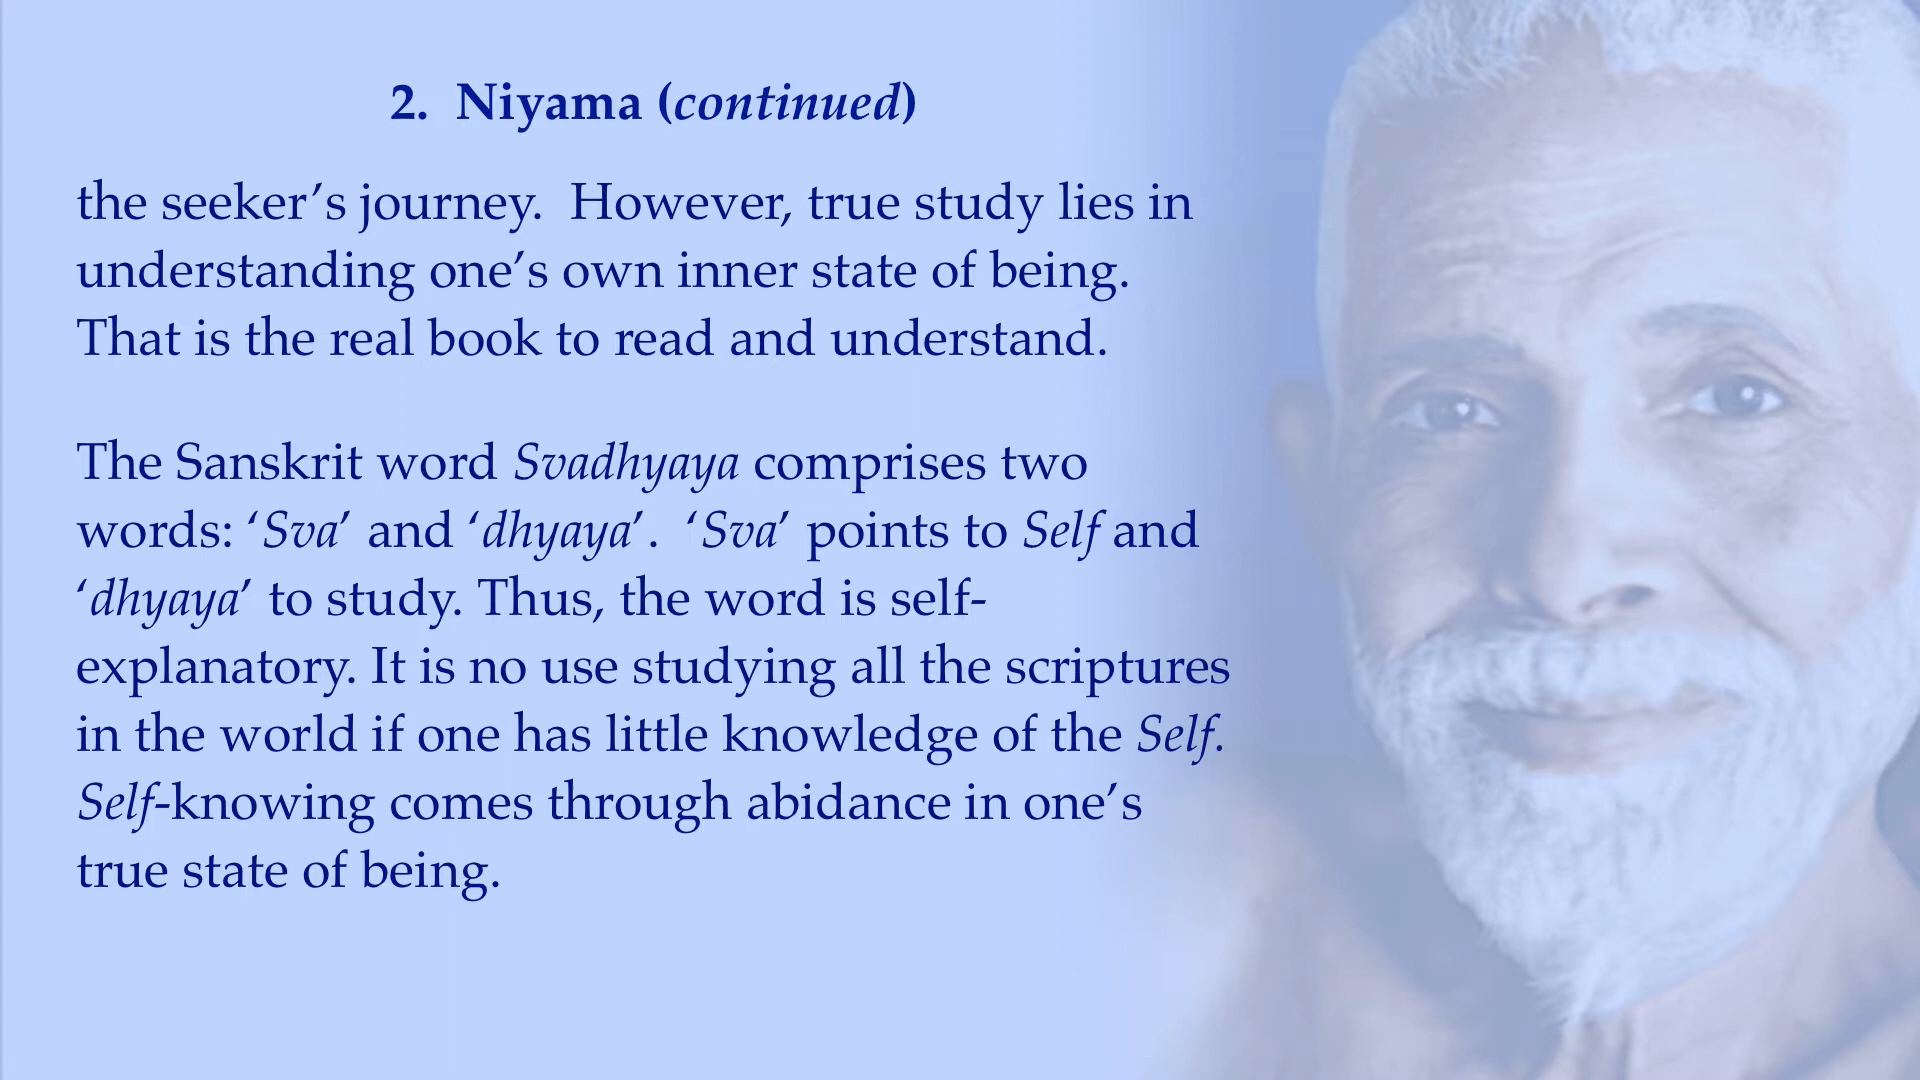 2. Niyama (continued)
the seeker’s journey. However, true study lies in
understanding one’s own inner state of being.
That is the real book to read and understand.
The Sanskrit word Svadhyaya comprises two
words: ‘Sva’ and ‘dhyaya’. ‘Sva’ points to Self and
‘dhyaya’ to study. Thus, the word is self-
explanatory. It is no use studying all the scriptures
in the world if one has little knowledge of the Self.
Self-knowing comes through abidance in one’s
true state of being.